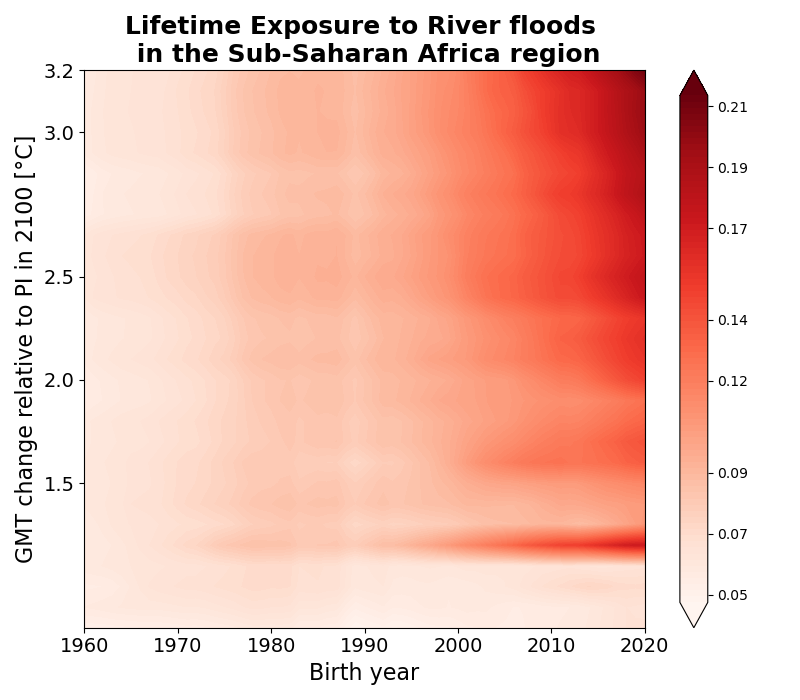 Lifetime Exposure to River floods
in the Sub-Saharan Africa region
GMT change relative to PI in 2100 [°C]
3.2
3.0
2.5
2.0
1.5
1960 1970 1980 1990 2000 2010 2020
Birth year
0.21
0.19
0.17
0.14
0.12
0.09
0.07
0.05